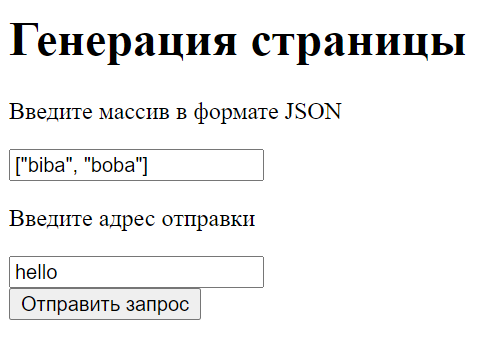 Генерация страницы
Введите массив в формате JSON
["biba", "boba"]
Введите адрес отправки
hello
Отправить запрос